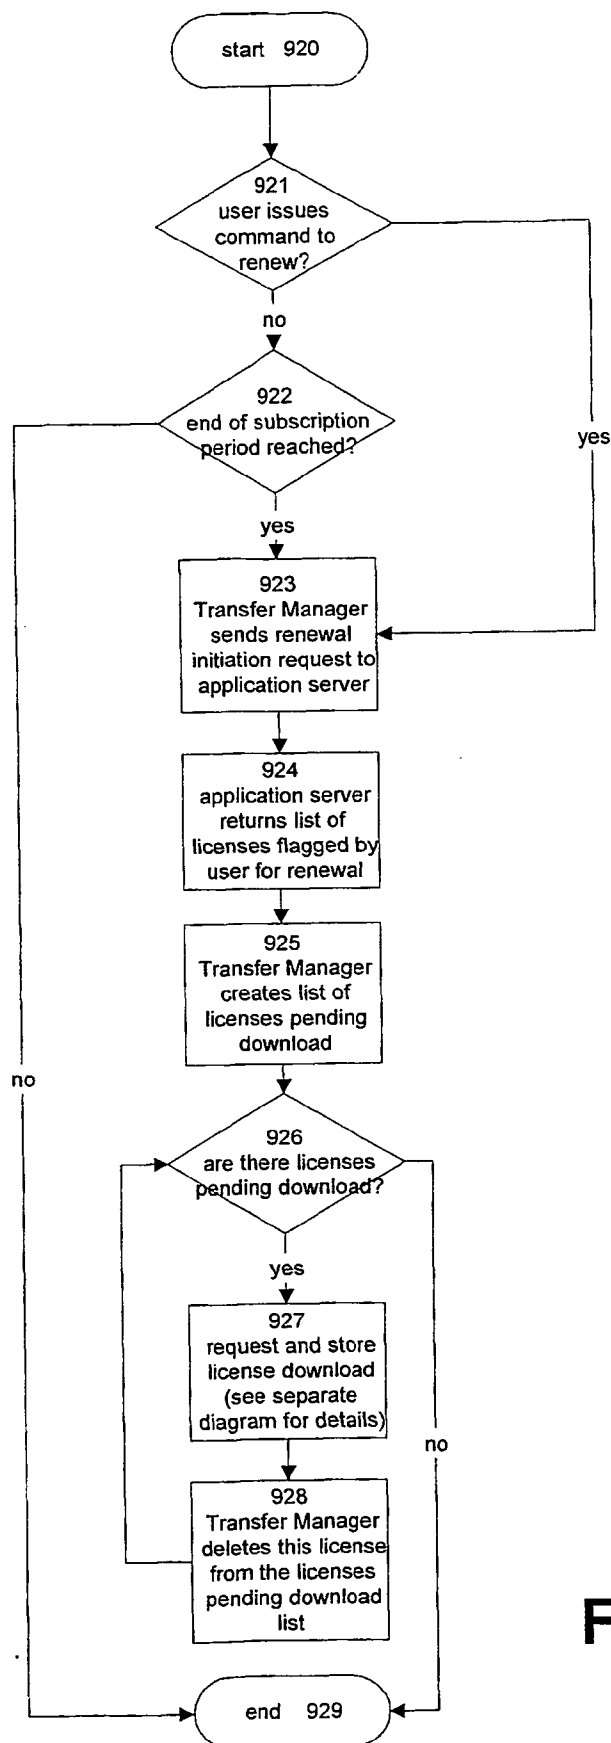 start 920
921
user issues
command to
renew?
no
922
end of subscription
period reached?
yes
yes
923
Transfer Manager
sends renewal
initiation request to
application server
924
application server
returns list of
licenses flagged by
user for renewal
925
Transfer Manager
creates list of
licenses pending
download
no
926
are there licenses
pending download?
yes
927
request and store
license download
(see separate
diagram for details)
no
928
Transfer Manager
deletes this license
from the licenses
pending download
list
F
end 929